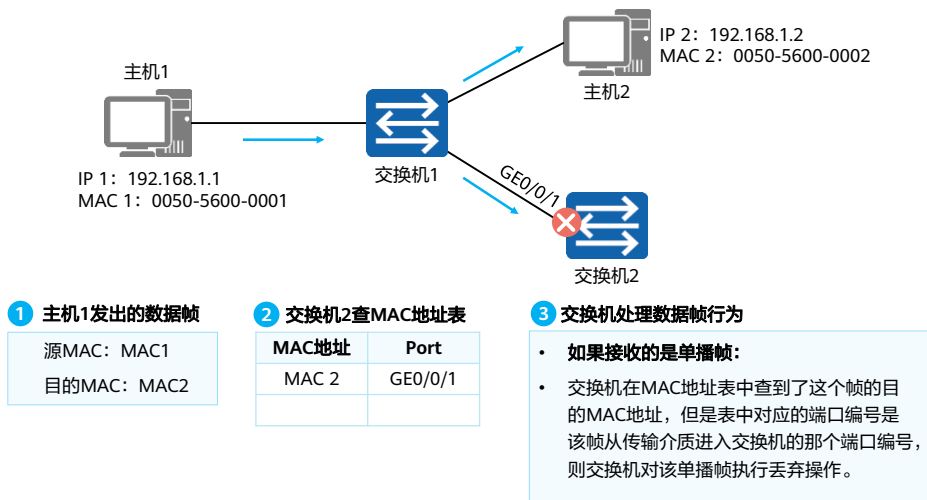 主机1
IP 1：192.168.1.1
MAC 1：0050-5600-0001
交换机1
IP 2：192.168.1.2
MAC 2：0050-5600-0002
主机2
GE0/0/1
交换机2
1 主机1发出的数据帧
源MAC：MAC1
目的MAC：MAC2
2 交换机2查MAC地址表
MAC地址 Port
MAC 2 GE0/0/1
3 交换机处理数据帧行为
• 如果接收的是单播帧：
• 交换机在MAC地址表中查到了这个帧的目
的MAC地址，但是表中对应的端口编号是
该帧从传输介质进入交换机的那个端口编号，
则交换机对该单播帧执行丢弃操作。